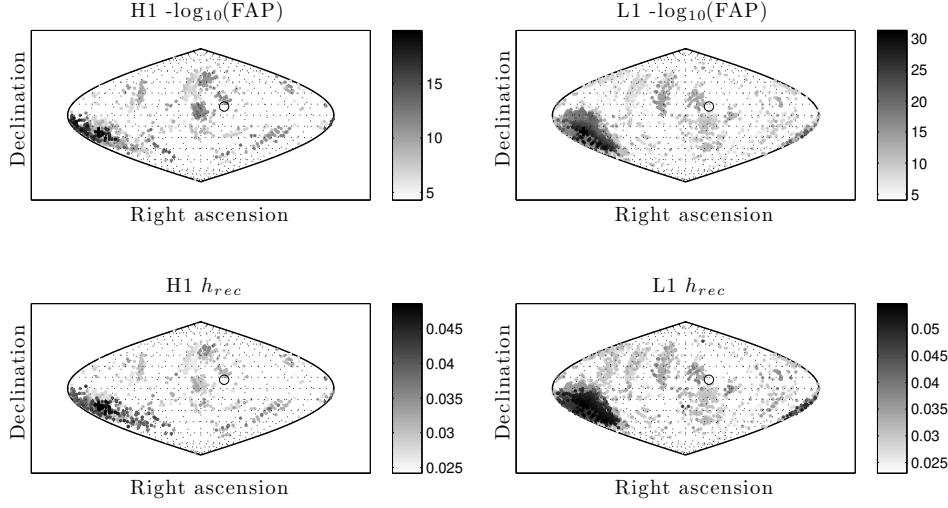 H1 -log₁₀(FAP)
Declination
Right ascension
15
10
5
L1 -log₁₀(FAP)
Declination
Right ascension
30
25
20
15
10
5
H1 h_rec
Declination
Right ascension
0.045
0.04
0.035
0.03
0.025
L1 h_rec
Declination
Right ascension
0.05
0.045
0.04
0.035
0.03
0.025